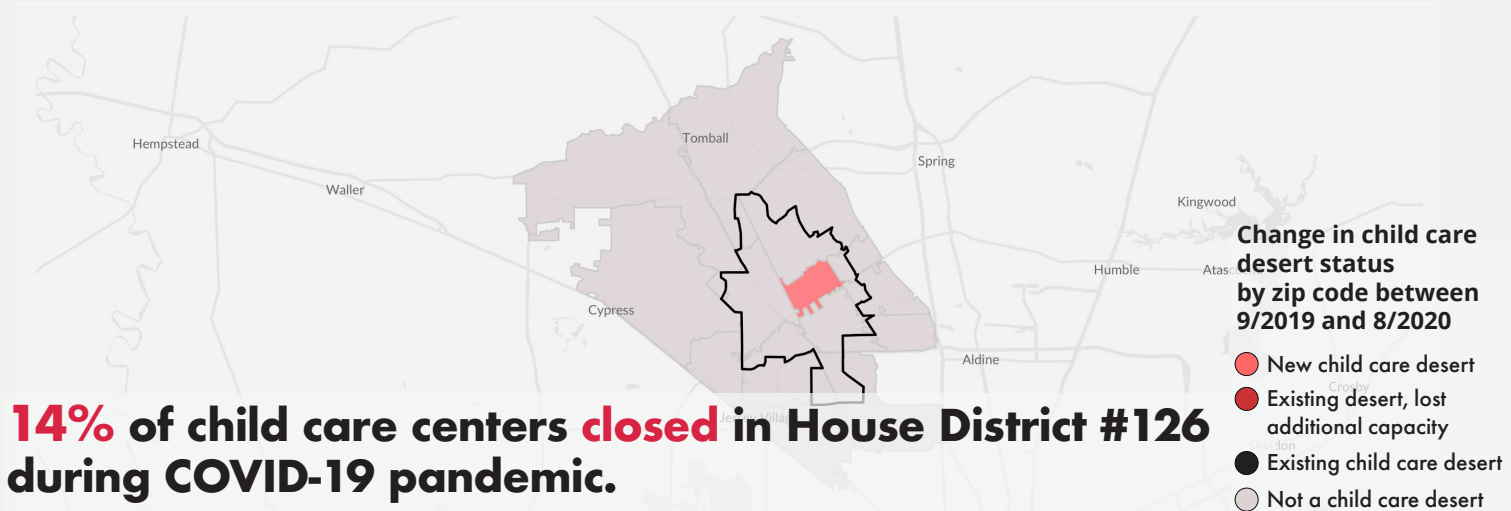 Hempstead
Tomball
Spring
Waller
Kingwood
Change in child care
desert status
by zip code between
9/2019 and 8/2020
Humble
Cypress
Aldine
New child care desert
Existing desert, lost
additional capacity
Existing child care desert
Not a child care desert
Crosby
14% of child care centers closed in House District #126
during COVID-19 pandemic.